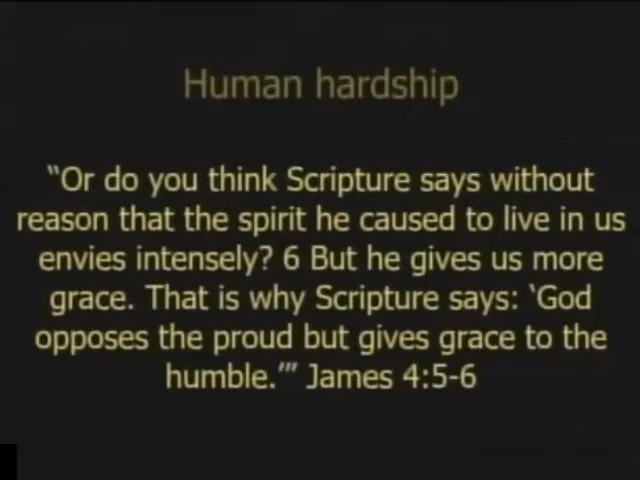 Human hardship
“Or do you think Scripture says without
reason that the spirit he caused to live in us
envies intensely? 6 But he gives us more
grace. That is why Scripture says: ‘God
opposes the proud but gives grace to the
humble.’” James 4:5-6